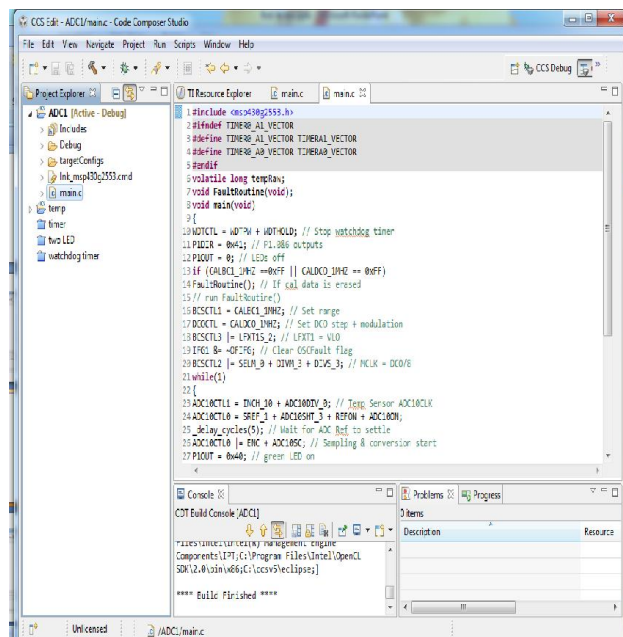 CCS Edit - ADC1/main.c - Code Composer Studio
File Edit View Navigate Project Run Scripts Window Help
CCS Debug
Project Explorer
TI Resource Explorer
main.c
main.c
ADC1 [Active - Debug]
Includes
Debug
targetConfigs
lnk_msp430g2553.cmd
main.c
temp
timer
two LED
watchdog timer
1 #include <msp430g2553.h>
2 #ifndef TIMER0_A1_VECTOR
3 #define TIMER0_A1_VECTOR TIMERA1_VECTOR
4 #define TIMER0_A0_VECTOR TIMERA0_VECTOR
5 #endif
6 volatile long tempRaw;
7 void FaultRoutine(void);
8 void main(void)
9 {
10 WDTCTL = WDTPW + WDTHOLD; // Stop watchdog timer
11 P1DIR = 0x41; // P1.0&6 outputs
12 P1OUT = 0; // LEDs off
13 if (CALBC1_1MHZ ==0xFF || CALDCO_1MHZ == 0xFF)
14 FaultRoutine(); // If cal data is erased
15 // run FaultRoutine()
16 BCSCTL1 = CALBC1_1MHZ; // Set range
17 DCOCTL = CALDCO_1MHZ; // Set DCO step + modulation
18 BCSCTL3 |= LFXT1S_2; // LFXT1 = VLO
19 IFG1 &= ~OFIFG; // Clear OSCFault flag
20 BCSCTL2 |= SELM_0 + DIVM_3 + DIVS_3; // MCLK = DCO/8
21 while(1)
22 {
23 ADC10CTL1 = INCH_10 + ADC10DIV_0; // Temp Sensor ADC10CLK
24 ADC10CTL0 = SREF_1 + ADC10SHT_3 + REFON + ADC10ON;
25 _delay_cycles(5); // Wait for ADC Ref to settle
26 ADC10CTL0 |= ENC + ADC10SC; // Sampling & conversion start
27 P1OUT = 0x40; // green LED on
Console
CDT Build Console [ADC1]
Files\Intel\Intel(R) Management Engine
Components\IPT;C:\Program Files\Intel\OpenCL
SDK\2.0\bin\x86;C:\ccsv5\eclipse;]
**** Build Finished ****
Problems
Progress
0 items
Description
Resource
Unlicensed
/ADC1/main.c